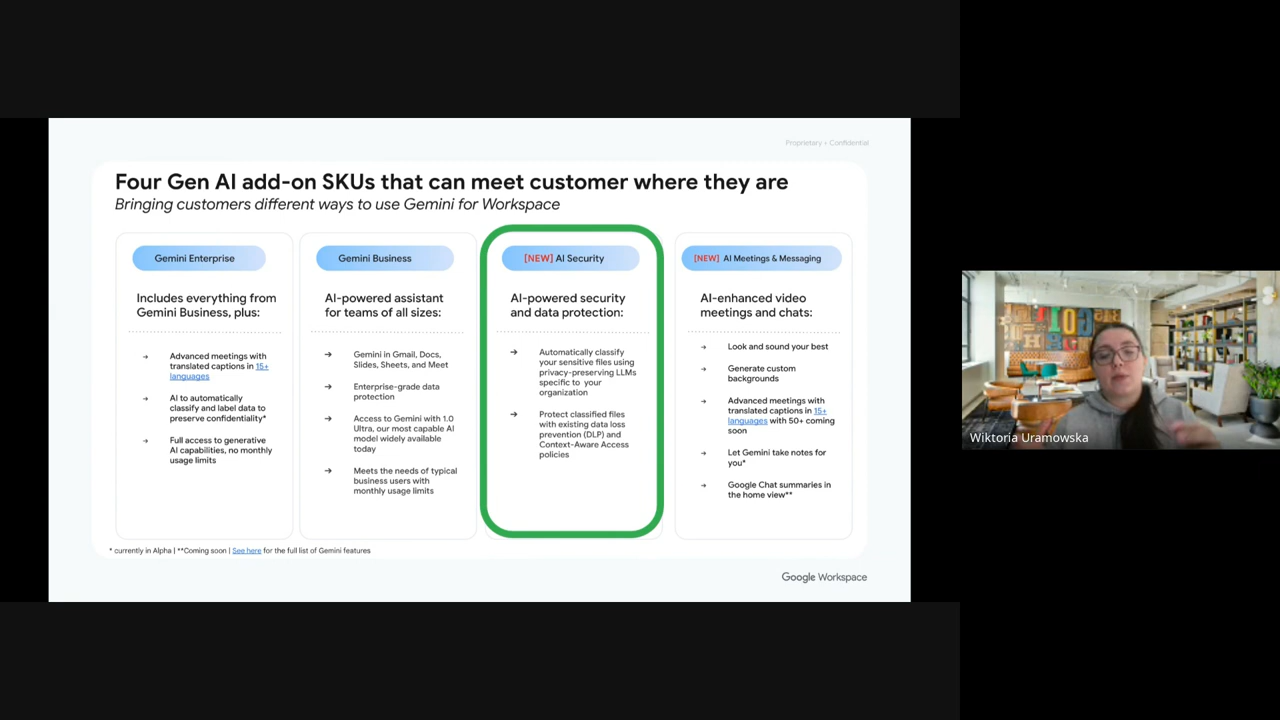 Proprietary + Confidential
Four Gen AI add-on SKUs that can meet customer where they are
Bringing customers different ways to use Gemini for Workspace
Gemini Enterprise
Includes everything from
Gemini Business, plus:
→ Advanced meetings with
translated captions in 15+
languages
→ AI to automatically
classify and label data to
preserve confidentiality*
→ Full access to generative
AI capabilities, no monthly
usage limits
Gemini Business
AI-powered assistant
for teams of all sizes:
→ Gemini in Gmail, Docs,
Slides, Sheets, and Meet
→ Enterprise-grade data
protection
→ Access to Gemini with 1.0
Ultra, our most capable AI
model widely available
today
→ Meets the needs of typical
business users with
monthly usage limits
[NEW] AI Security
AI-powered security
and data protection:
→ Automatically classify
your sensitive files using
privacy-preserving LLMs
specific to your
organization
→ Protect classified files
with existing data loss
prevention (DLP) and
Context-Aware Access
policies
[NEW] AI Meetings & Messaging
AI-enhanced video
meetings and chats:
→ Look and sound your best
→ Generate custom
backgrounds
→ Advanced meetings with
translated captions in 15+
languages with 50+ coming
soon
→ Let Gemini take notes for
you*
→ Google Chat summaries in
the home view**
* currently in Alpha | **Coming soon | See here for the full list of Gemini features
Google Workspace
Wiktoria Uramowska